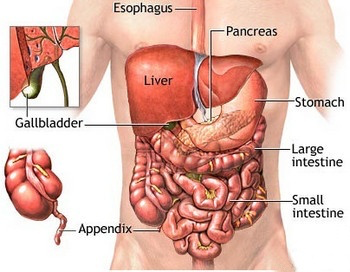 Esophagus
Pancreas
Liver
Stomach
Gallbladder
Large
intestine
Small
intestine
Appendix